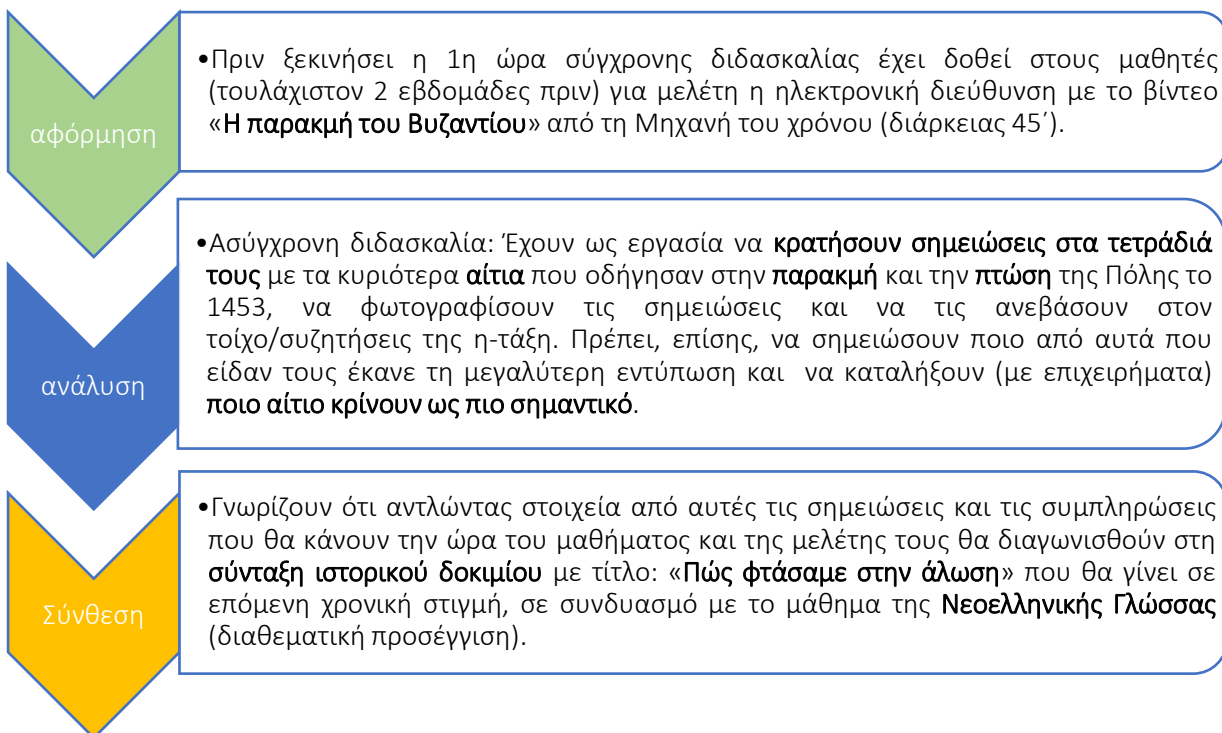 αφόρμηση
•Πριν ξεκινήσει η 1η ώρα σύγχρονης διδασκαλίας έχει δοθεί στους μαθητές
(τουλάχιστον 2 εβδομάδες πριν) για μελέτη η ηλεκτρονική διεύθυνση με το βίντεο
«Η παρακμή του Βυζαντίου» από τη Μηχανή του χρόνου (διάρκειας 45΄).
ανάλυση
•Ασύγχρονη διδασκαλία: Έχουν ως εργασία να κρατήσουν σημειώσεις στα τετράδιά
τους με τα κυριότερα αίτια που οδήγησαν στην παρακμή και την πτώση της Πόλης το
1453, να φωτογραφίσουν τις σημειώσεις και να τις ανεβάσουν στον
τοίχο/συζητήσεις της η-τάξη. Πρέπει, επίσης, να σημειώσουν ποιο από αυτά που
είδαν τους έκανε τη μεγαλύτερη εντύπωση και να καταλήξουν (με επιχειρήματα)
ποιο αίτιο κρίνουν ως πιο σημαντικό.
Σύνθεση
•Γνωρίζουν ότι αντλώντας στοιχεία από αυτές τις σημειώσεις και τις συμπληρώσεις
που θα κάνουν την ώρα του μαθήματος και της μελέτης τους θα διαγωνισθούν στη
σύνταξη ιστορικού δοκιμίου με τίτλο: «Πώς φτάσαμε στην άλωση» που θα γίνει σε
επόμενη χρονική στιγμή, σε συνδυασμό με το μάθημα της Νεοελληνικής Γλώσσας
(διαθεματική προσέγγιση).